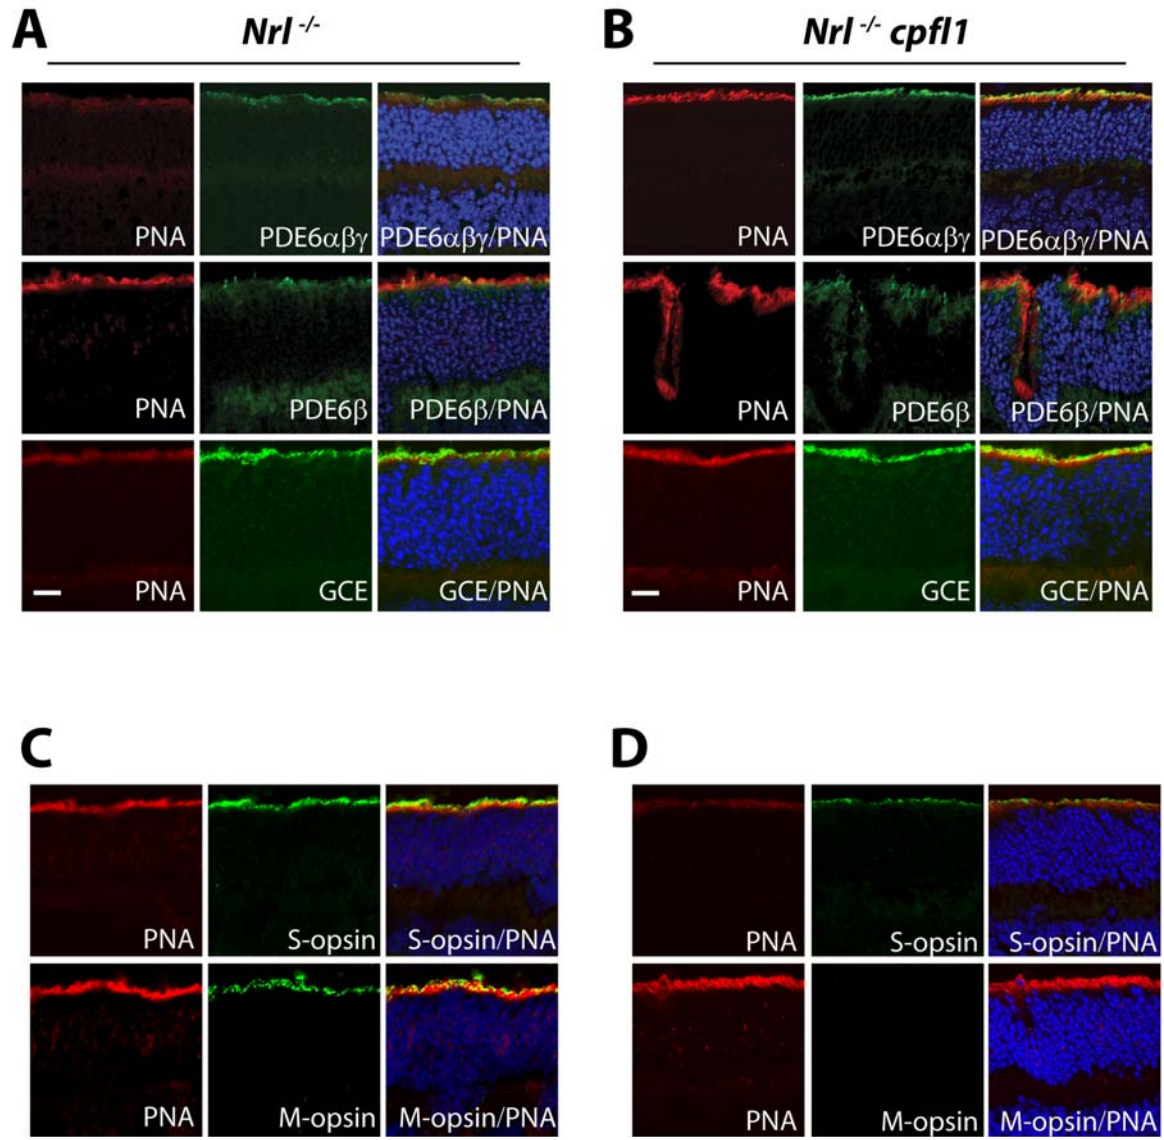 A
Nrl -/-
PNA
PDE6αβγ
PDE6αβγ/PNA
PNA
PDE6β
PDE6β/PNA
PNA
GCE
GCE/PNA
B
Nrl -/- cpfl1
PNA
PDE6αβγ
PDE6αβγ/PNA
PNA
PDE6β
PDE6β/PNA
PNA
GCE
GCE/PNA
C
PNA
S-opsin
S-opsin/PNA
PNA
M-opsin
M-opsin/PNA
D
PNA
S-opsin
S-opsin/PNA
PNA
M-opsin
M-opsin/PNA